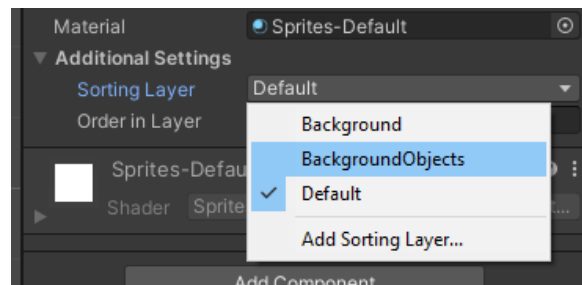 Material Sprites-Default
Additional Settings
Sorting Layer Default
Order in Layer
Background
BackgroundObjects
Default
Add Sorting Layer...
Sprites-Defau
Shader Sprite
Add Component